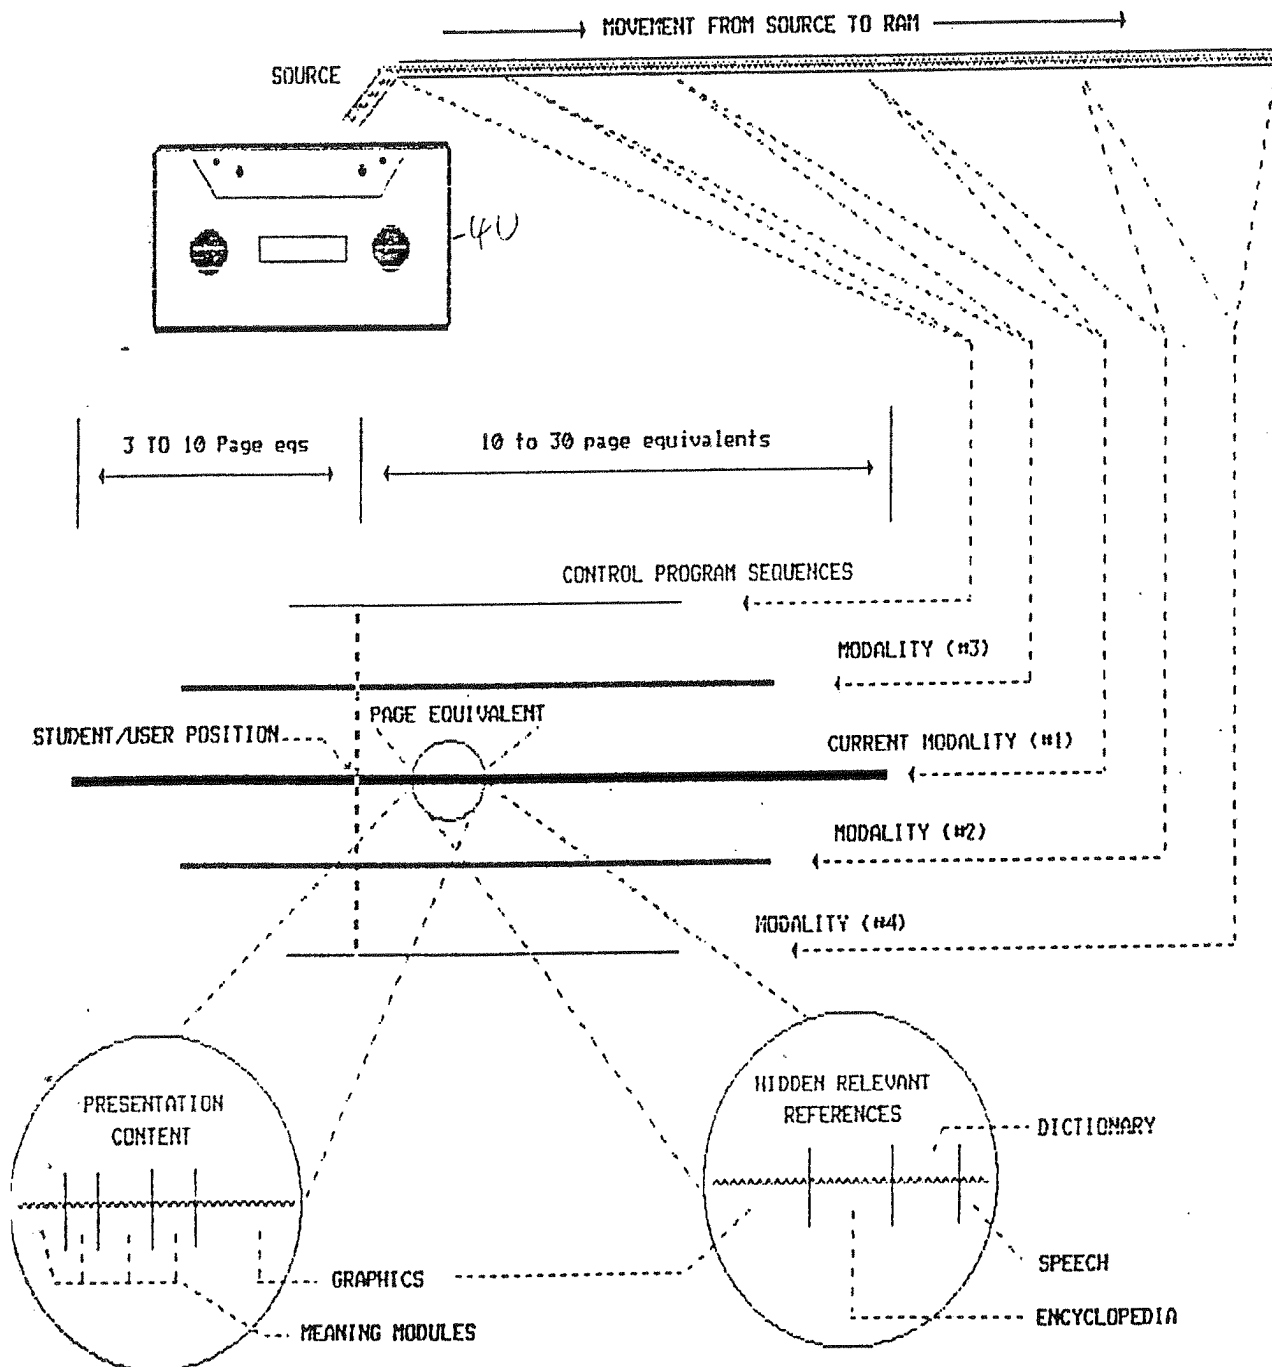 MOVEMENT FROM SOURCE TO RAM
SOURCE
40
3 TO 10 Page eqs
10 to 30 page equivalents
CONTROL PROGRAM SEQUENCES
MODALITY (#3)
PAGE EQUIVALENT
STUDENT/USER POSITION
CURRENT MODALITY (#1)
MODALITY (#2)
MODALITY (#4)
PRESENTATION
CONTENT
HIDDEN RELEVANT
REFERENCES
DICTIONARY
GRAPHICS
SPEECH
MEANING MODULES
ENCYCLOPEDIA